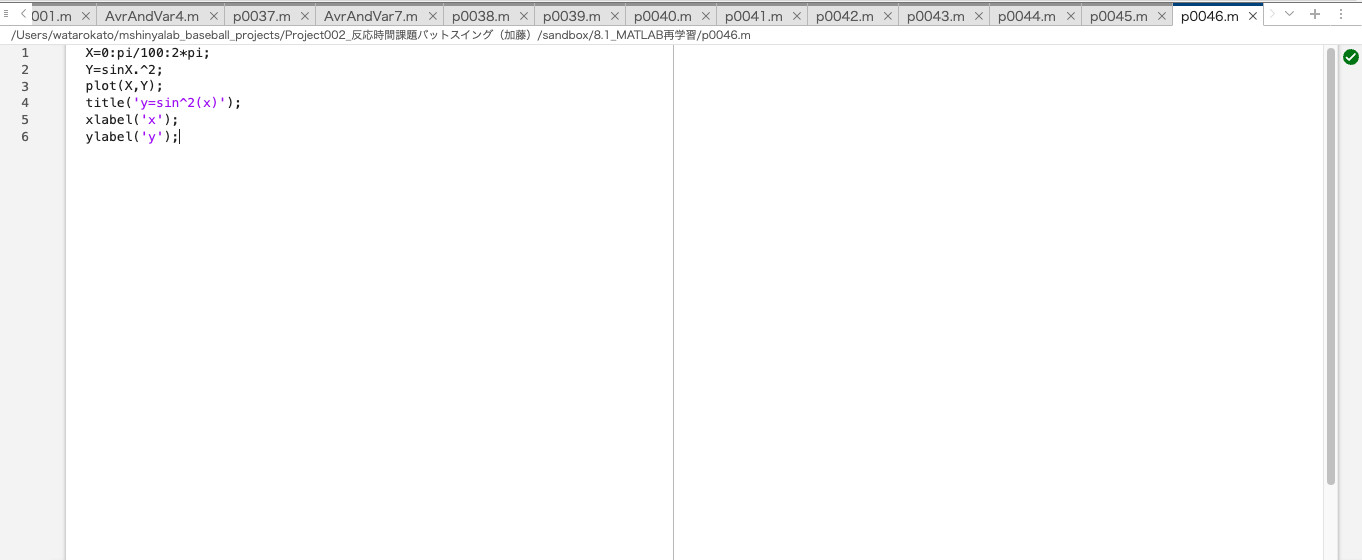 001.m AvrAndVar4.m p0037.m AvrAndVar7.m p0038.m p0039.m p0040.m p0041.m p0042.m p0043.m p0044.m p0045.m p0046.m
/Users/watarokato/mshinyalab_baseball_projects/Project002_反応時間課題バットスイング（加藤）/sandbox/8.1_MATLAB再学習/p0046.m
1 X=0:pi/100:2*pi;
2 Y=sinX.^2;
3 plot(X,Y);
4 title('y=sin^2(x)');
5 xlabel('x');
6 ylabel('y');